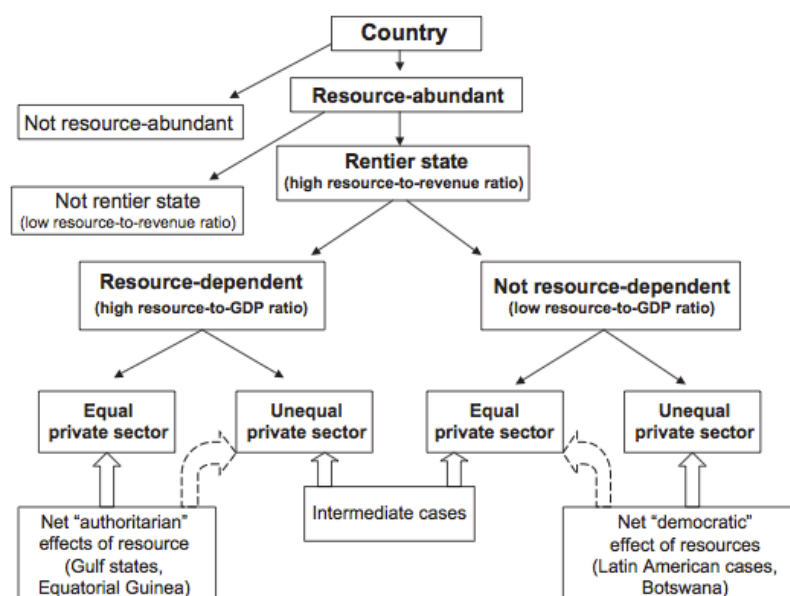 Country
Resource-abundant
Not resource-abundant
Rentier state
(high resource-to-revenue ratio)
Not rentier state
(low resource-to-revenue ratio)
Resource-dependent
(high resource-to-GDP ratio)
Not resource-dependent
(low resource-to-GDP ratio)
Equal
private sector
Unequal
private sector
Equal
private sector
Unequal
private sector
Net “authoritarian”
effects of resource
(Gulf states,
Equatorial Guinea)
Intermediate cases
Net “democratic”
effect of resources
(Latin American cases,
Botswana)